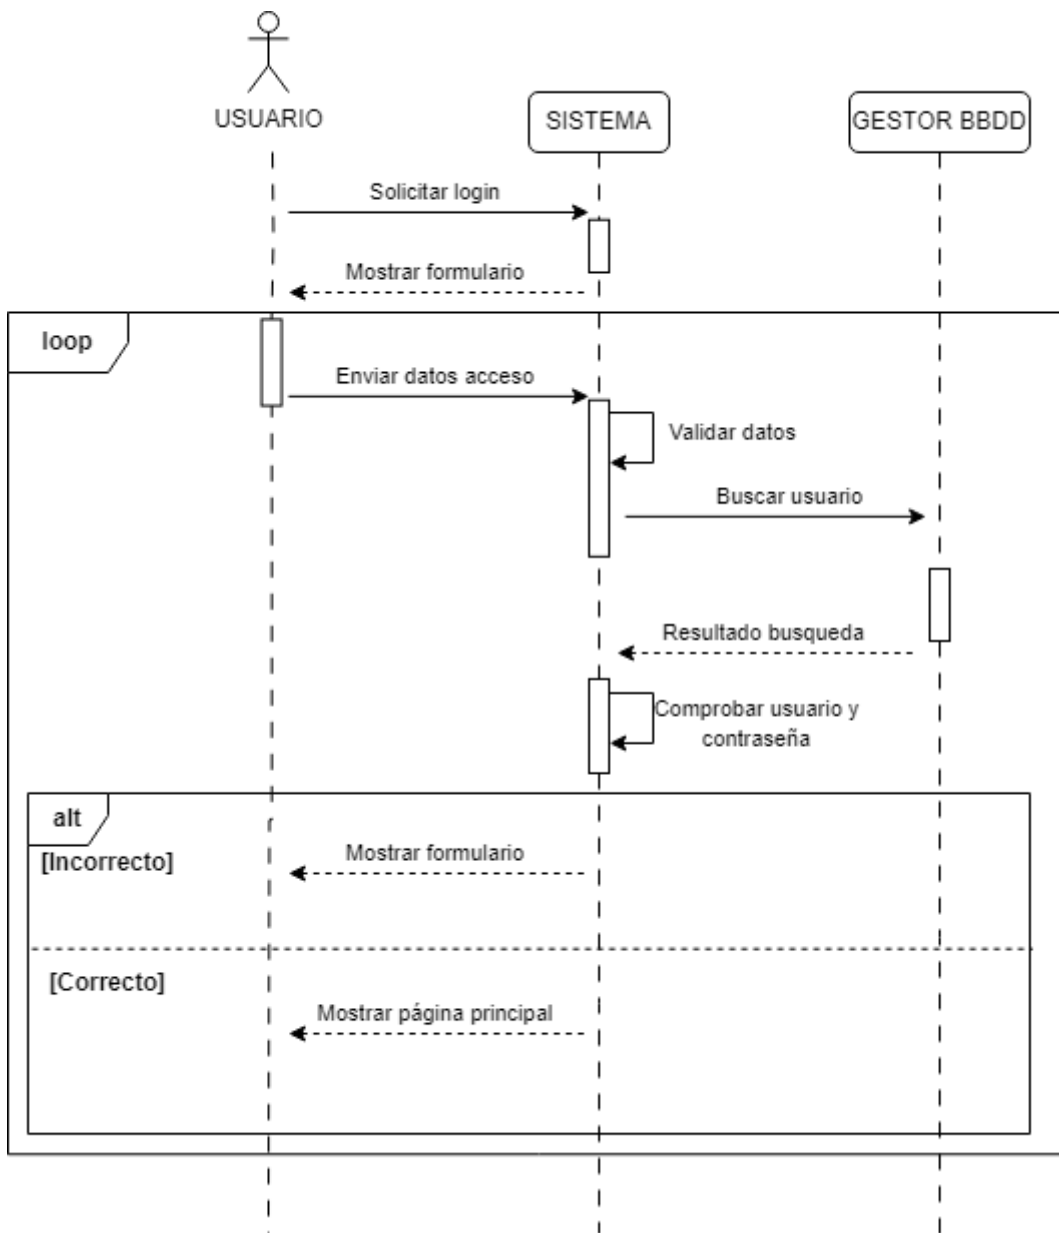 USUARIO
SISTEMA
GESTOR BBDD
Solicitar login
Mostrar formulario
loop
Enviar datos acceso
Validar datos
Buscar usuario
Resultado busqueda
Comprobar usuario y
contraseña
alt
[Incorrecto]
Mostrar formulario
[Correcto]
Mostrar página principal